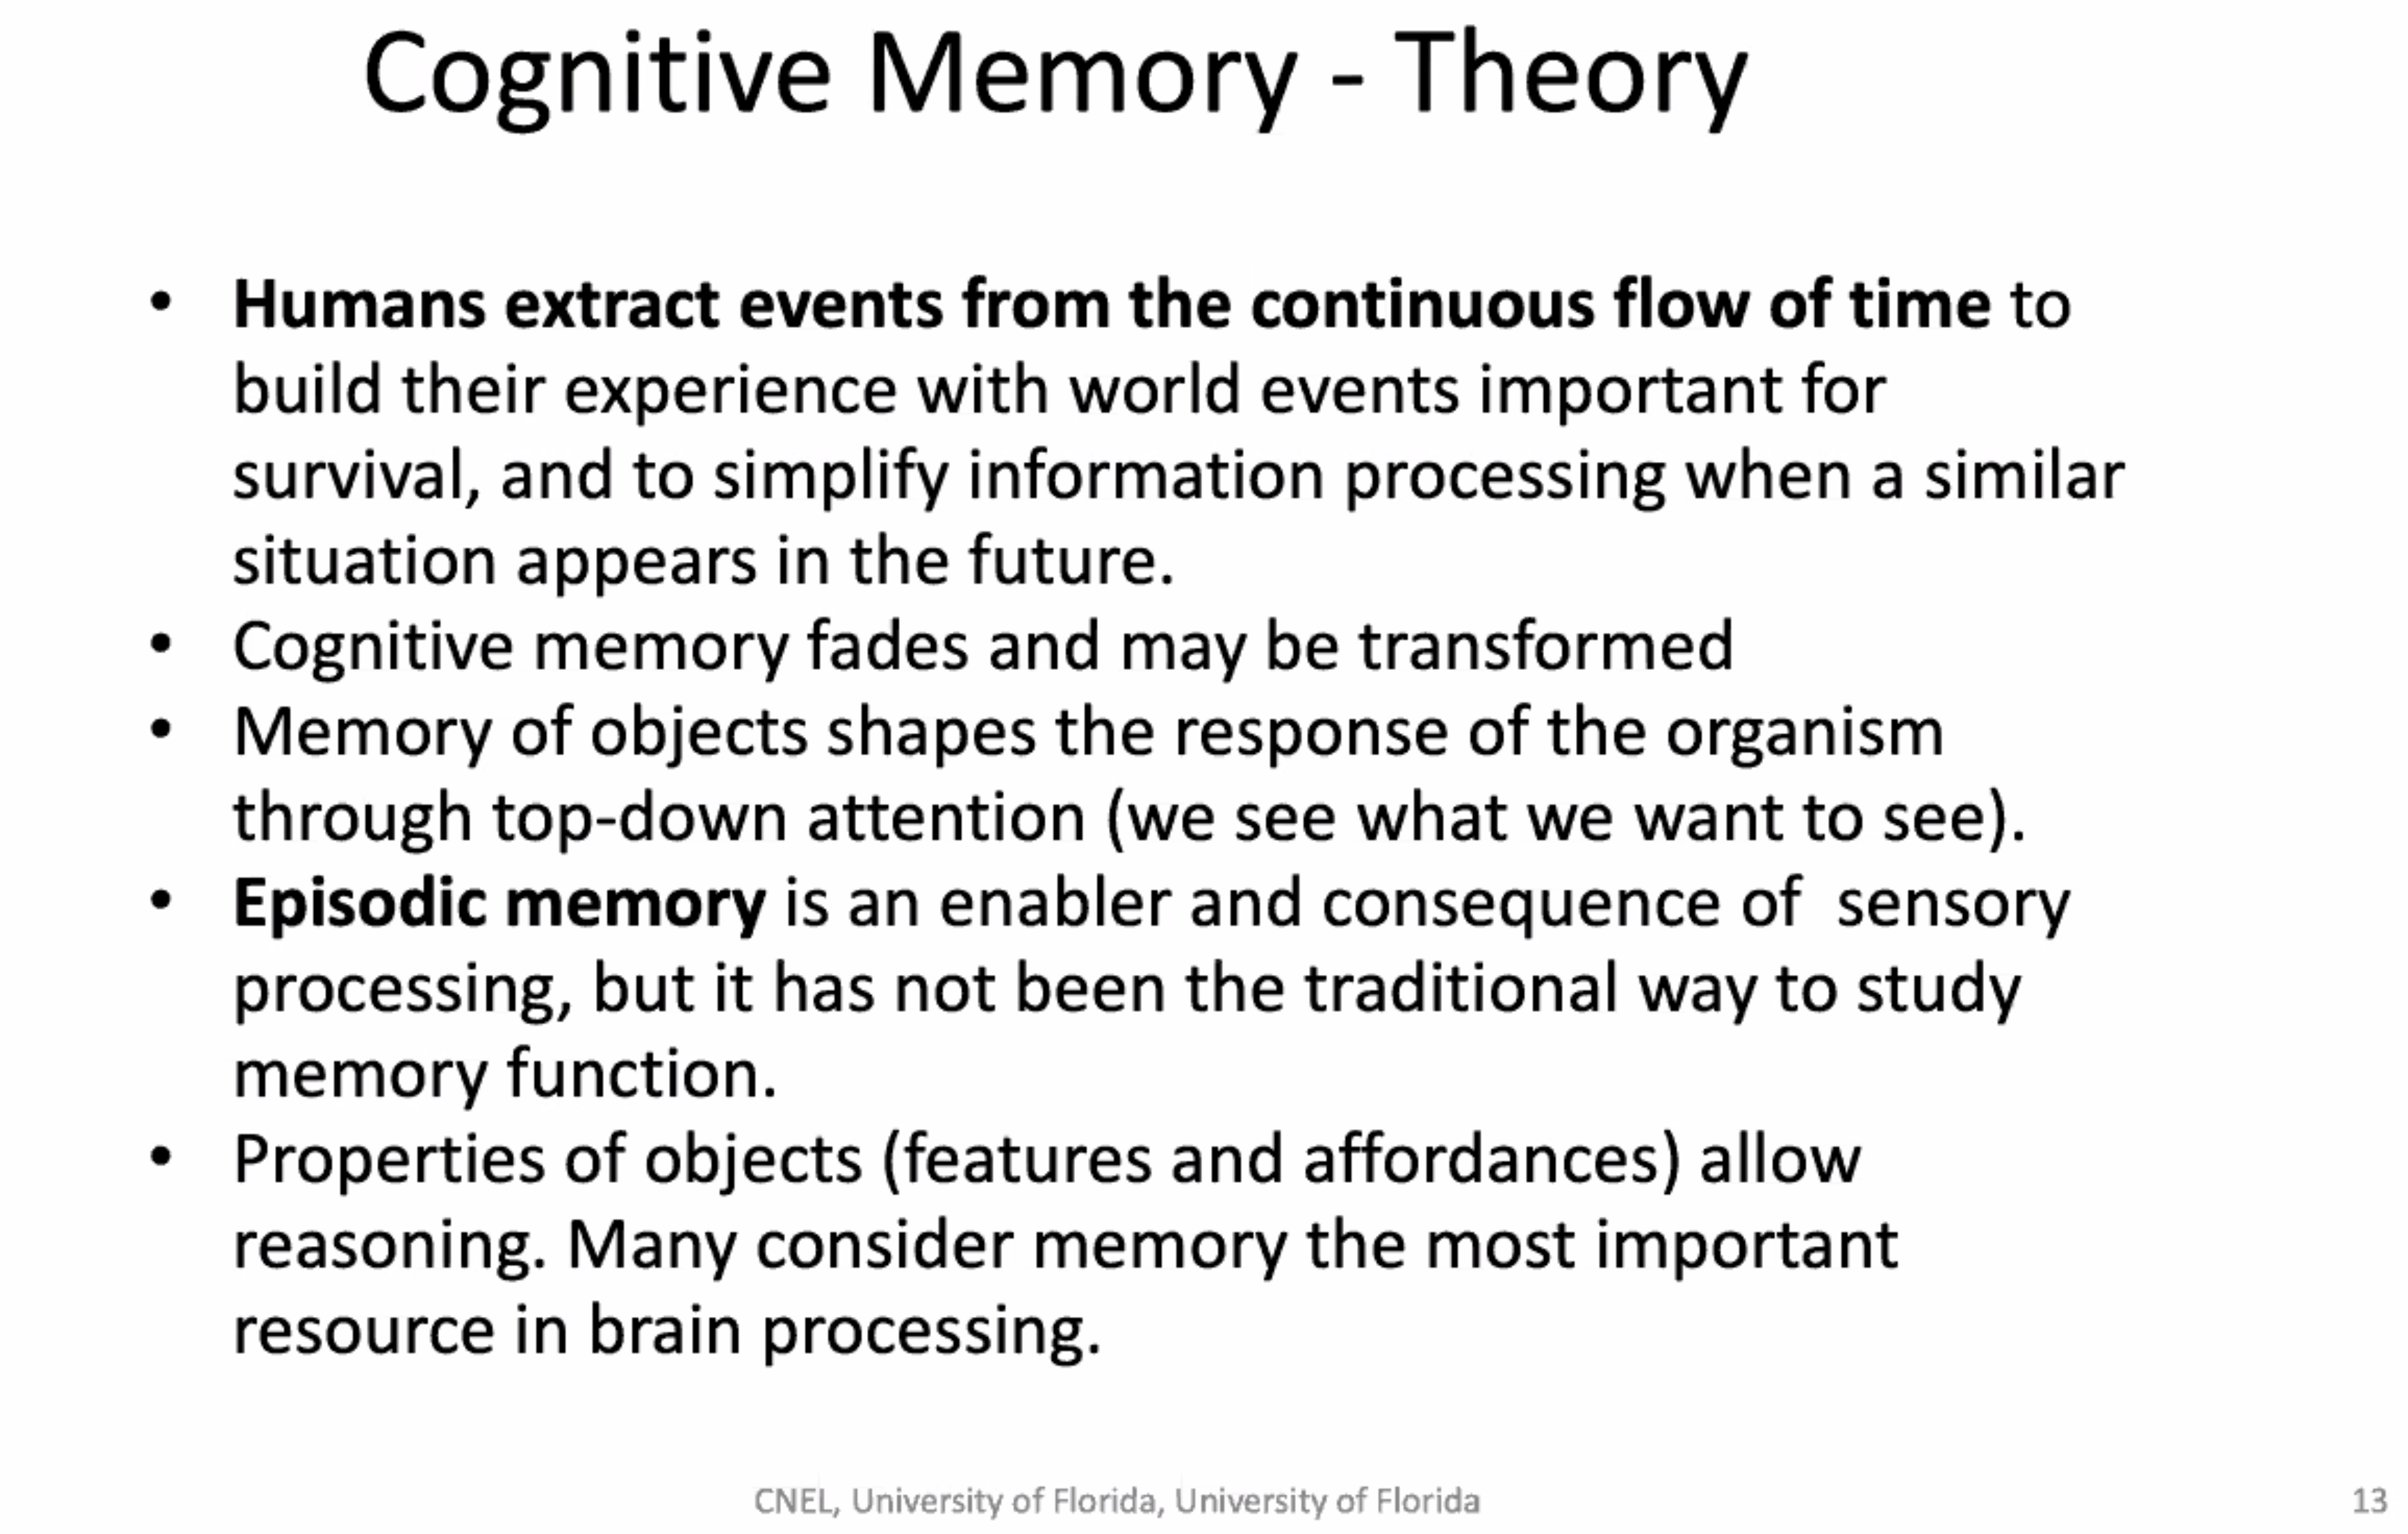 Cognitive Memory - Theory
• Humans extract events from the continuous flow of time to
build their experience with world events important for
survival, and to simplify information processing when a similar
situation appears in the future.
• Cognitive memory fades and may be transformed
• Memory of objects shapes the response of the organism
through top-down attention (we see what we want to see).
• Episodic memory is an enabler and consequence of  sensory
processing, but it has not been the traditional way to study
memory function.
• Properties of objects (features and affordances) allow
reasoning. Many consider memory the most important
resource in brain processing.
CNEL, University of Florida, University of Florida
13